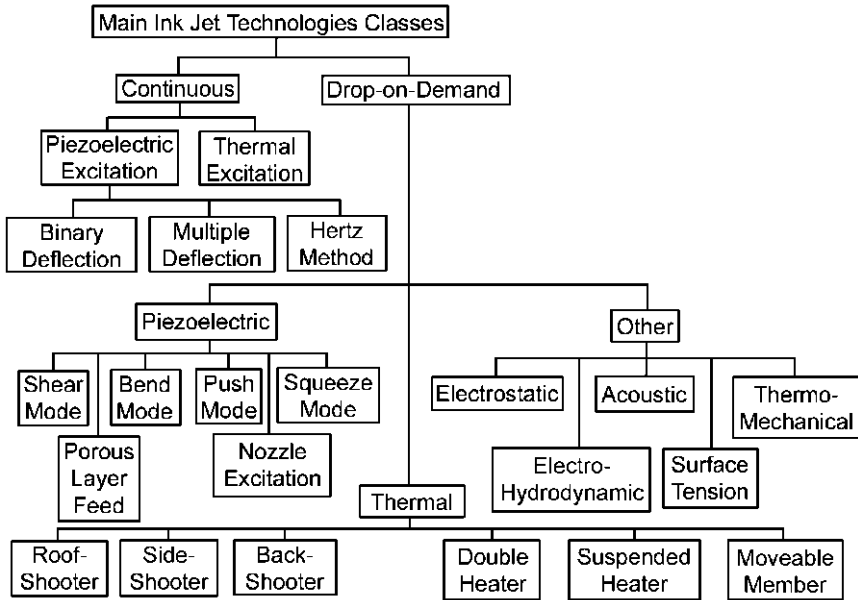 Main Ink Jet Technologies Classes
Continuous
Drop-on-Demand
Piezoelectric
Excitation
Thermal
Excitation
Binary
Deflection
Multiple
Deflection
Hertz
Method
Piezoelectric
Other
Shear
Mode
Bend
Mode
Push
Mode
Squeeze
Mode
Porous
Layer
Feed
Nozzle
Excitation
Electrostatic
Acoustic
Thermo-
Mechanical
Electro-
Hydrodynamic
Surface
Tension
Thermal
Roof-
Shooter
Side-
Shooter
Back-
Shooter
Double
Heater
Suspended
Heater
Moveable
Member